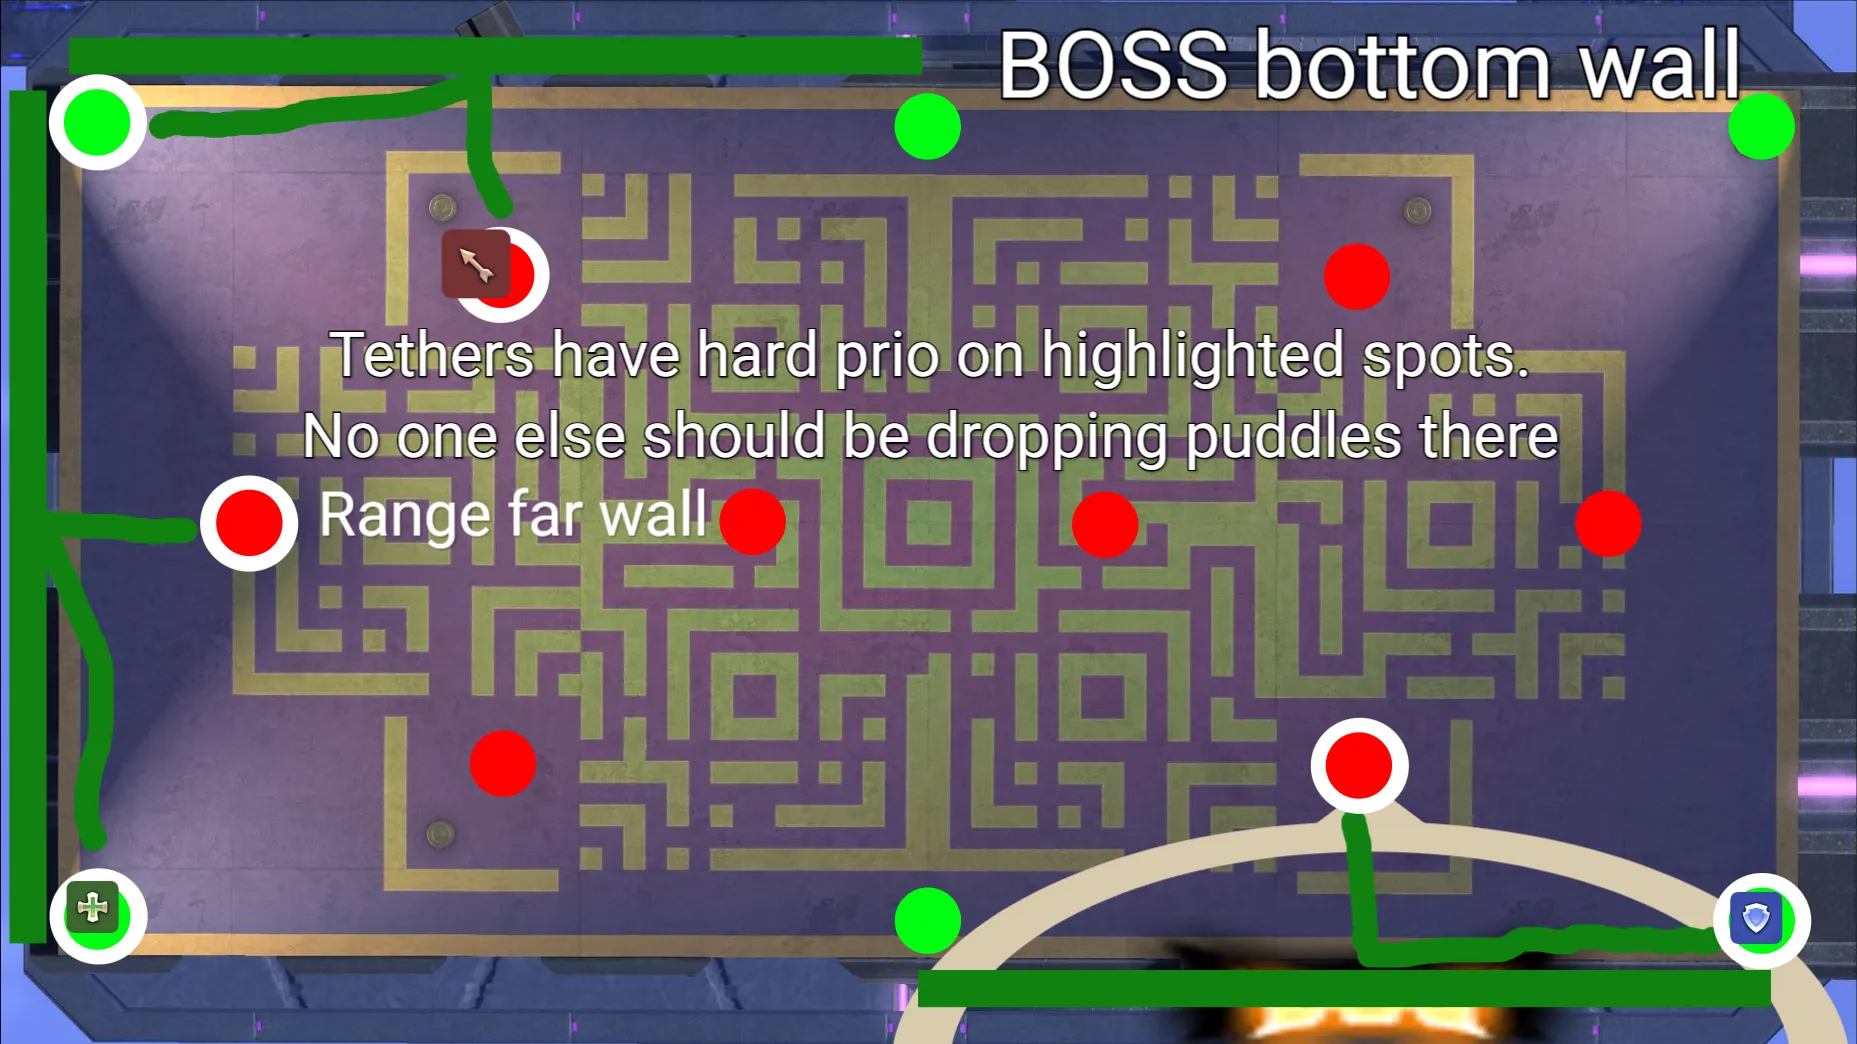 BOSS bottom wall
Tethers have hard prio on highlighted spots.
No one else should be dropping puddles there
Range far wall